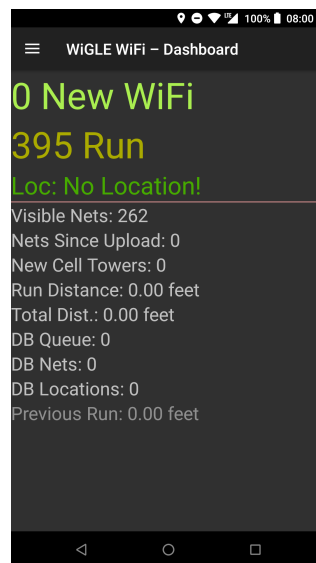 LTE 100% 08:00
WiGLE WiFi – Dashboard
0 New WiFi
395 Run
Loc: No Location!
Visible Nets: 262
Nets Since Upload: 0
New Cell Towers: 0
Run Distance: 0.00 feet
Total Dist.: 0.00 feet
DB Queue: 0
DB Nets: 0
DB Locations: 0
Previous Run: 0.00 feet